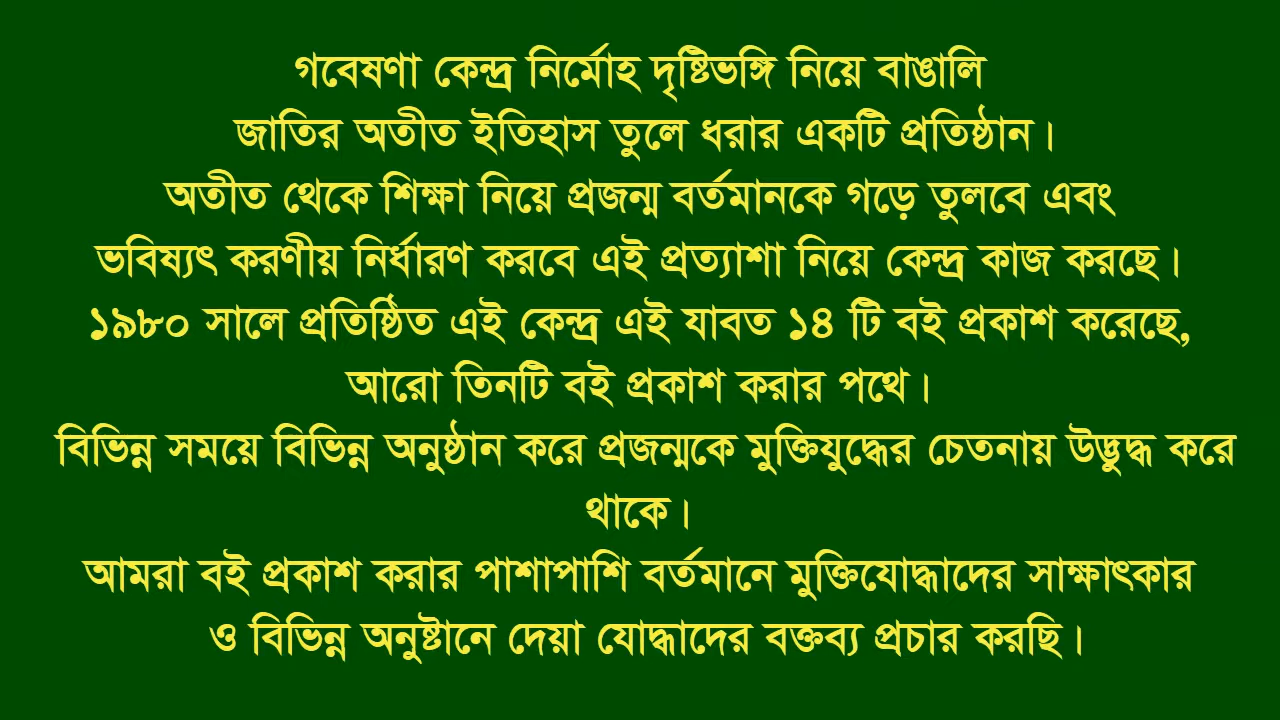 গবেষণা কেন্দ্র নির্মোহ দৃষ্টিভঙ্গি নিয়ে বাঙালি
জাতির অতীত ইতিহাস তুলে ধরার একটি প্রতিষ্ঠান।
অতীত থেকে শিক্ষা নিয়ে প্রজন্ম বর্তমানকে গড়ে তুলবে এবং
ভবিষ্যৎ করণীয় নির্ধারণ করবে এই প্রত্যাশা নিয়ে কেন্দ্র কাজ করছে।
১৯৮০ সালে প্রতিষ্ঠিত এই কেন্দ্র এই যাবত ১৪ টি বই প্রকাশ করেছে,
আরো তিনটি বই প্রকাশ করার পথে।
বিভিন্ন সময়ে বিভিন্ন অনুষ্ঠান করে প্রজন্মকে মুক্তিযুদ্ধের চেতনায় উদ্ভুদ্ধ করে
থাকে।
আমরা বই প্রকাশ করার পাশাপাশি বর্তমানে মুক্তিযোদ্ধাদের সাক্ষাৎকার
ও বিভিন্ন অনুষ্টানে দেয়া যোদ্ধাদের বক্তব্য প্রচার করছি।